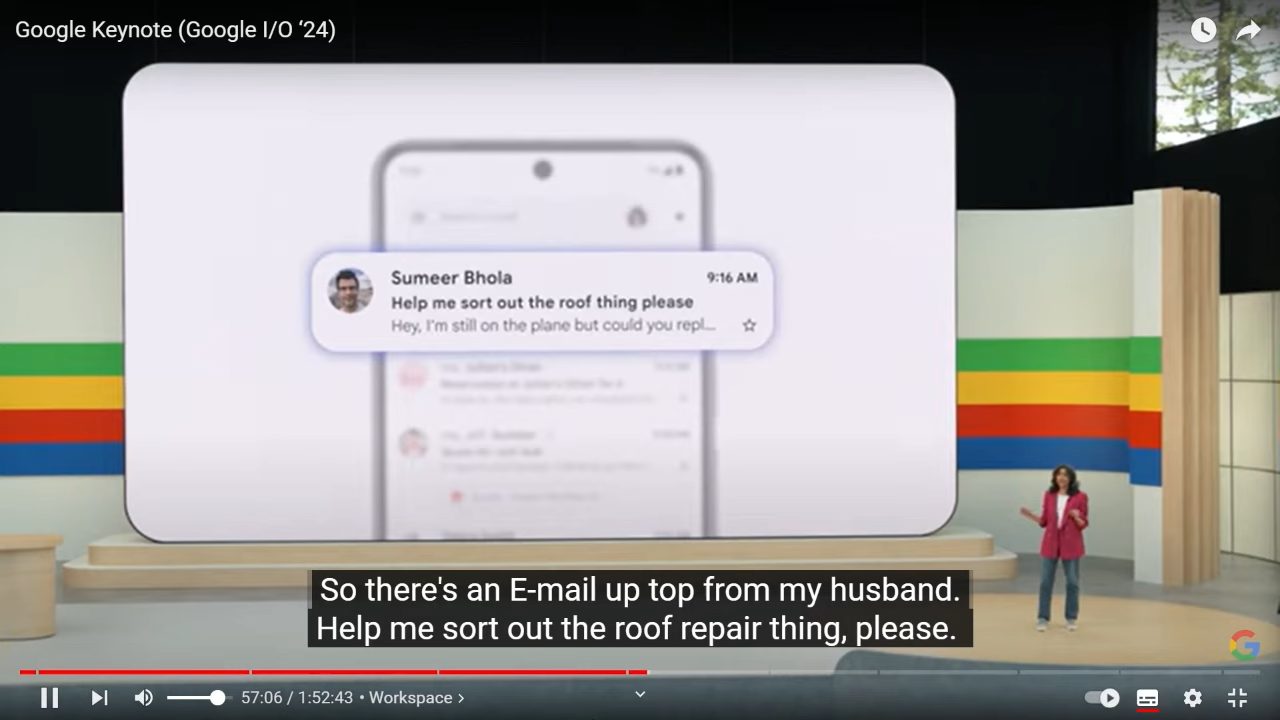 Google Keynote (Google I/O ‘24)
Sumeer Bhola
9:16 AM
Help me sort out the roof thing please
Hey, I'm still on the plane but could you repl...
So there's an E-mail up top from my husband.
Help me sort out the roof repair thing, please.
57:06 / 1:52:43 • Workspace ›